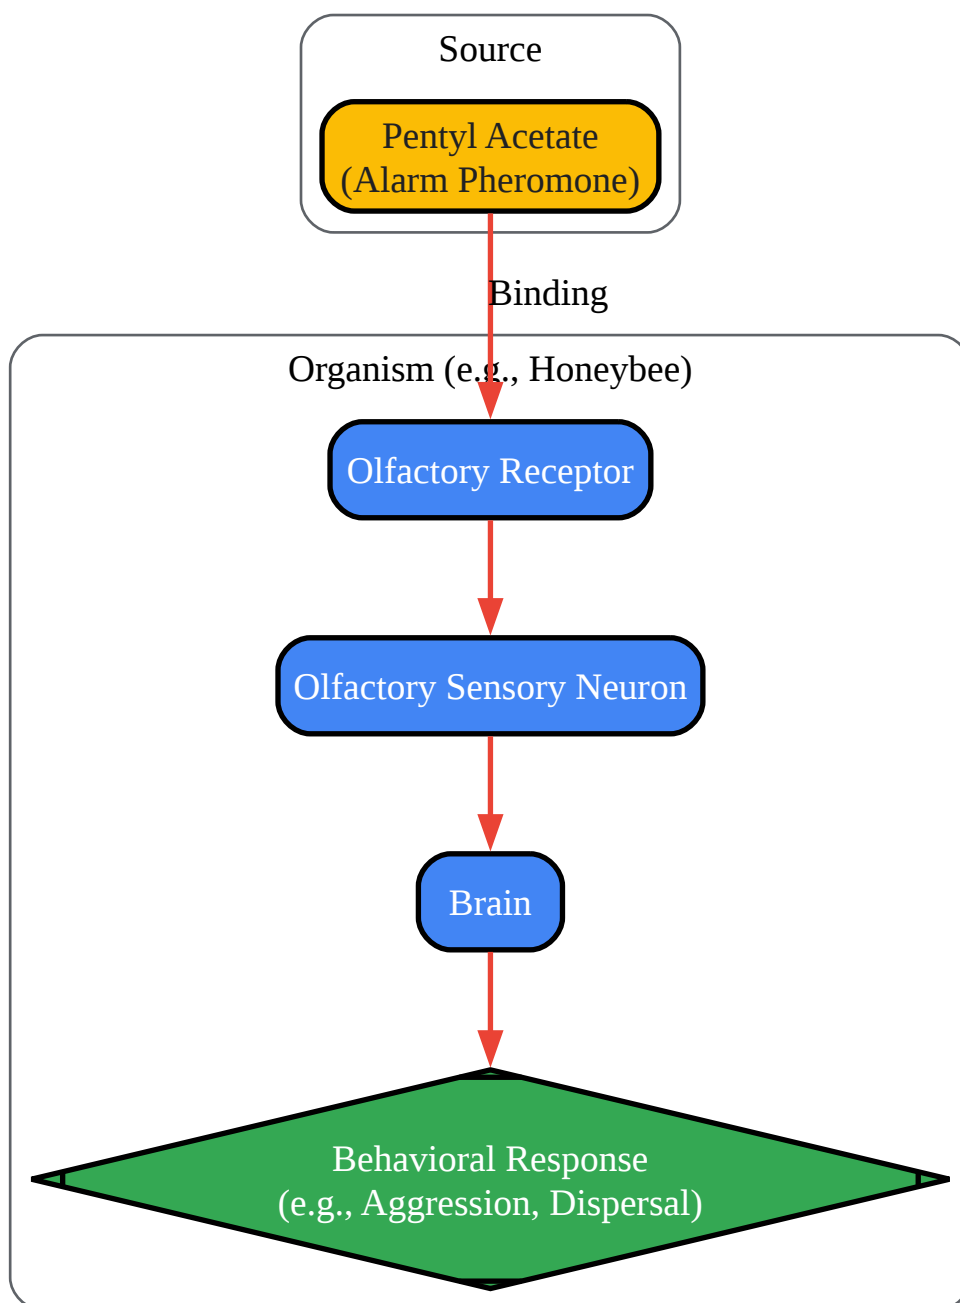 Source
Pentyl Acetate
(Alarm Pheromone)
Binding
Organism (e.g., Honeybee)
Olfactory Receptor
Olfactory Sensory Neuron
Brain
Behavioral Response
(e.g., Aggression, Dispersal)